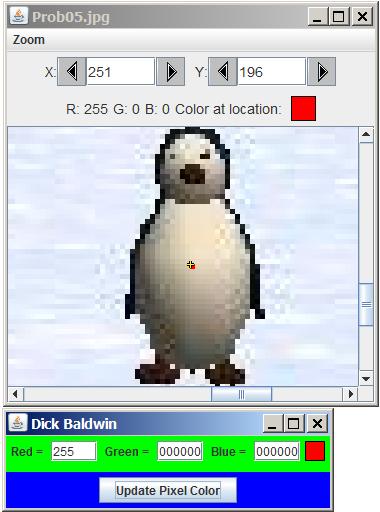 Prob05.jpg
Zoom
X: 251 Y: 196
R: 255 G: 0 B: 0 Color at location:
Dick Baldwin
Red = 255 Green = 000000 Blue = 000000
Update Pixel Color